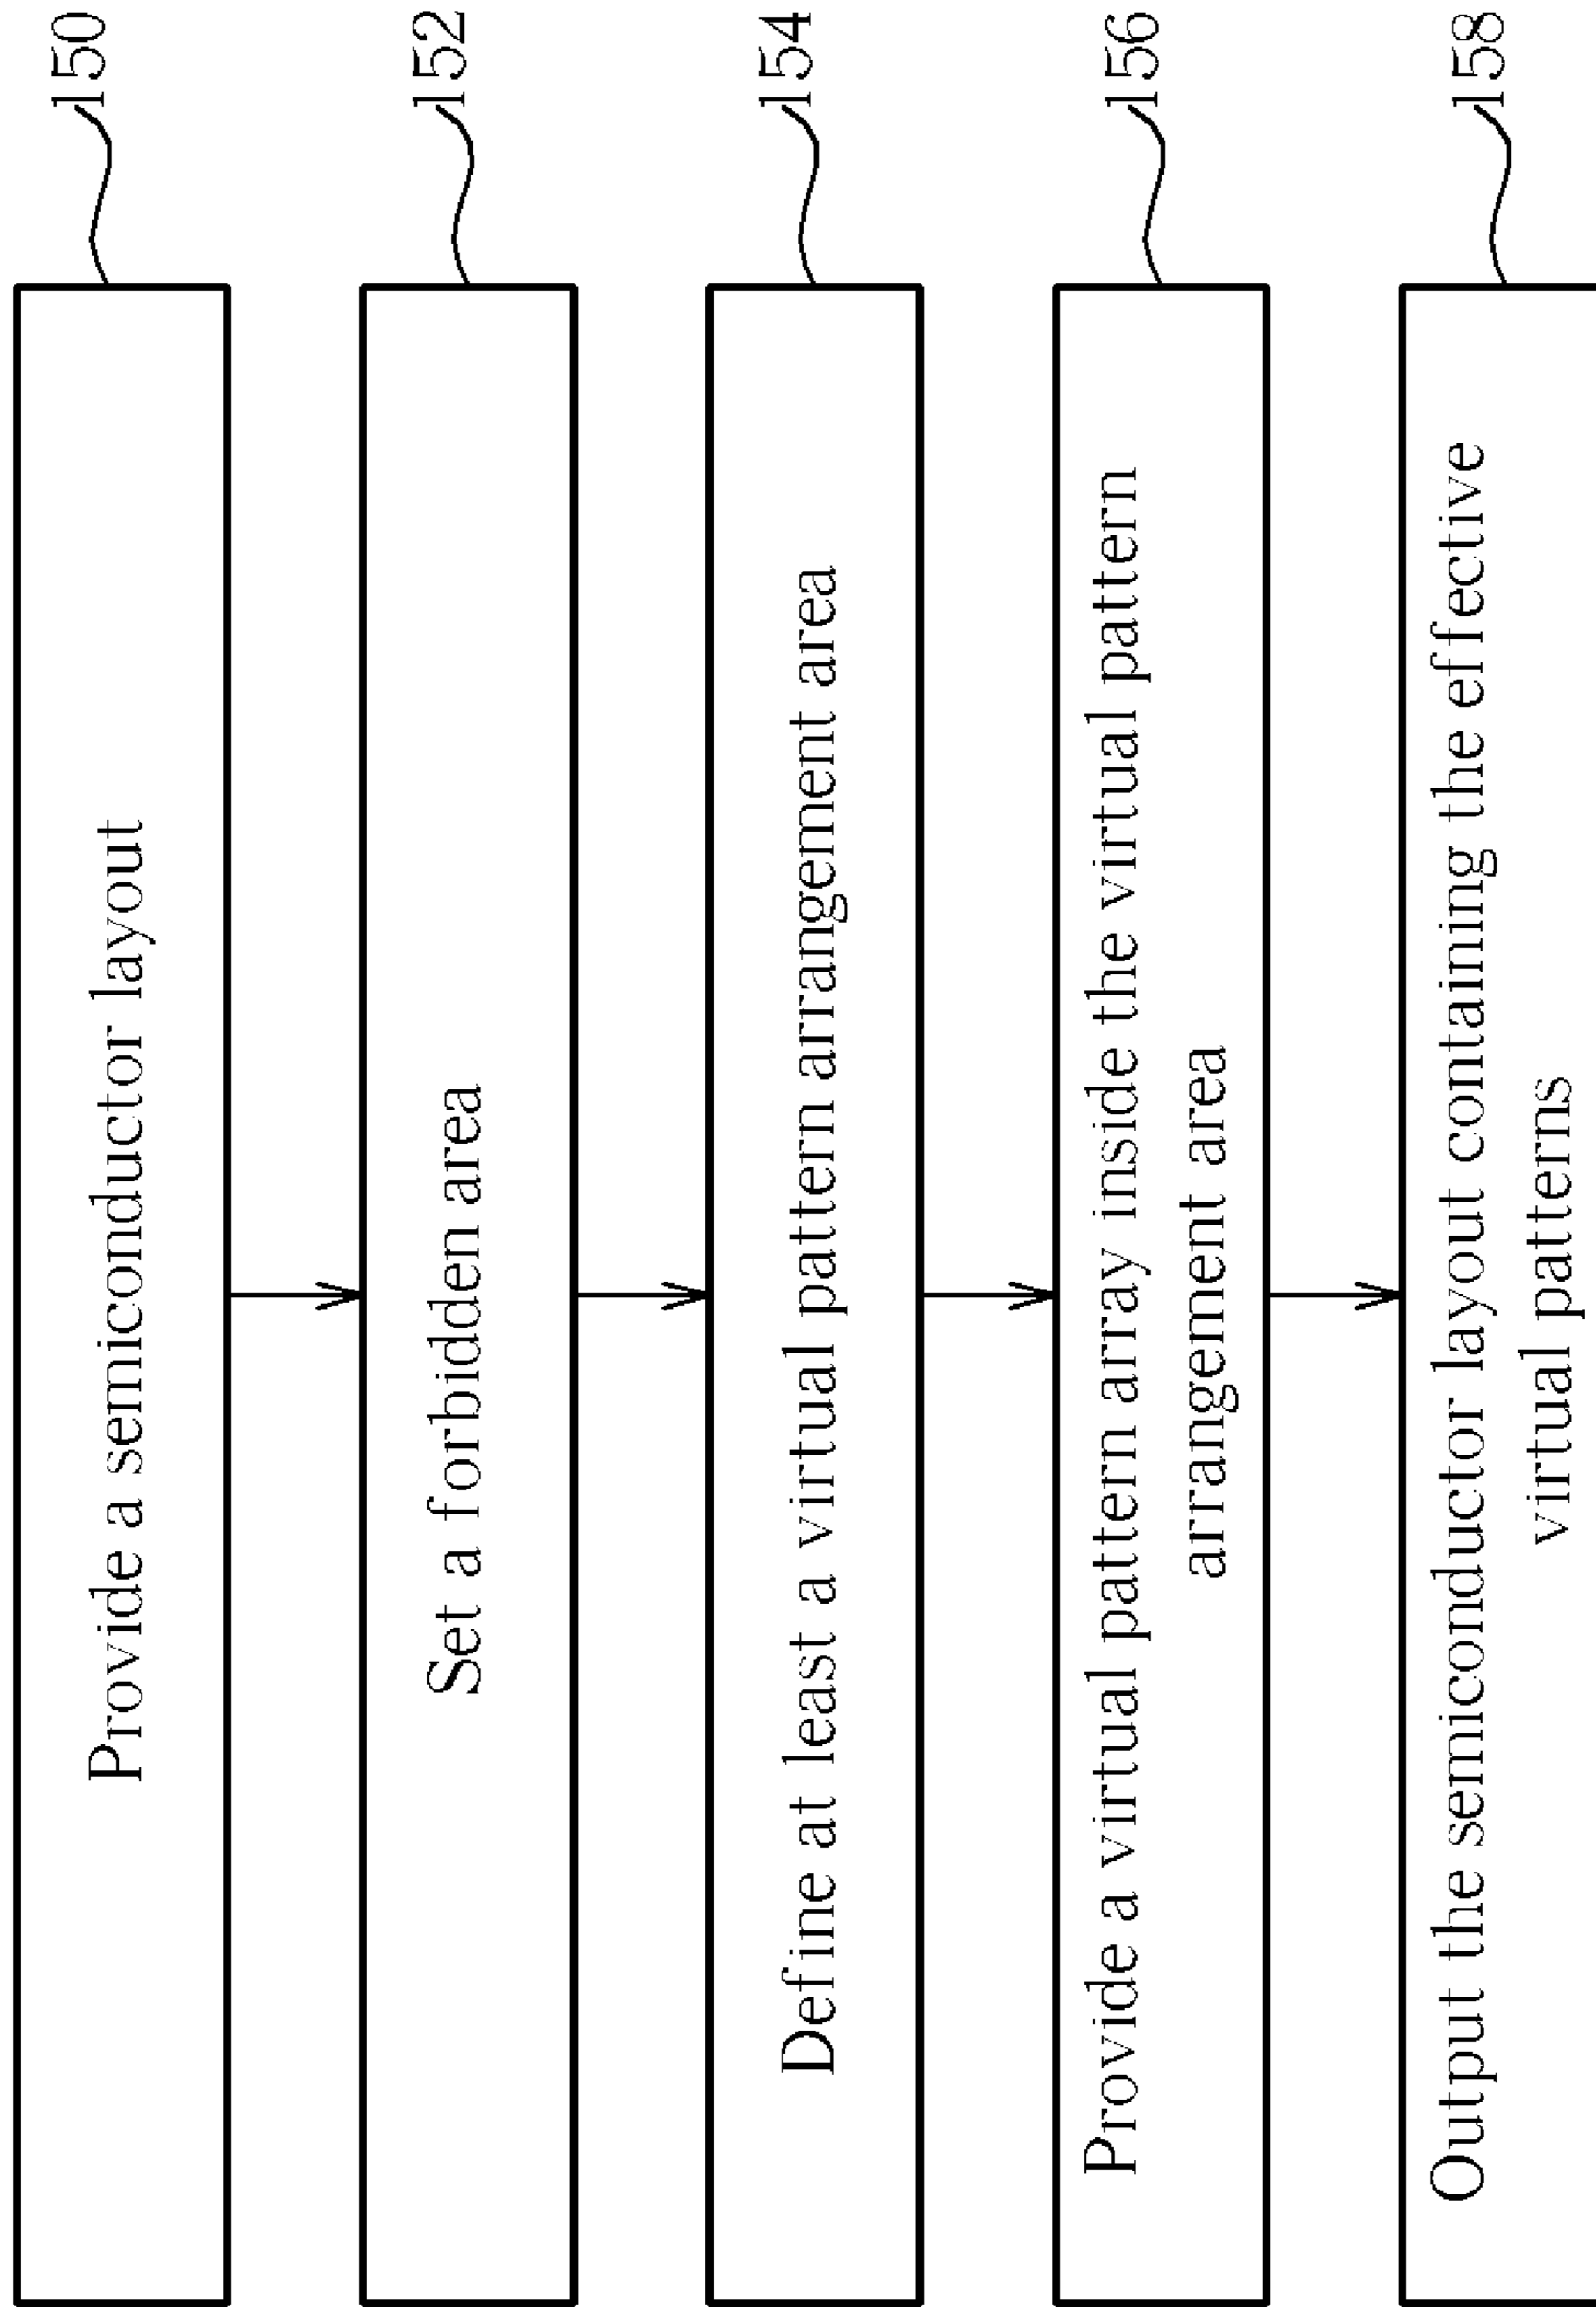 150
Provide a semiconductor layout
152
Set a forbidden area
154
Define at least a virtual pattern arrangement area
156
Provide a virtual pattern array inside the virtual pattern
arrangement area
158
Output the semiconductor layout containing the effective
virtual patterns